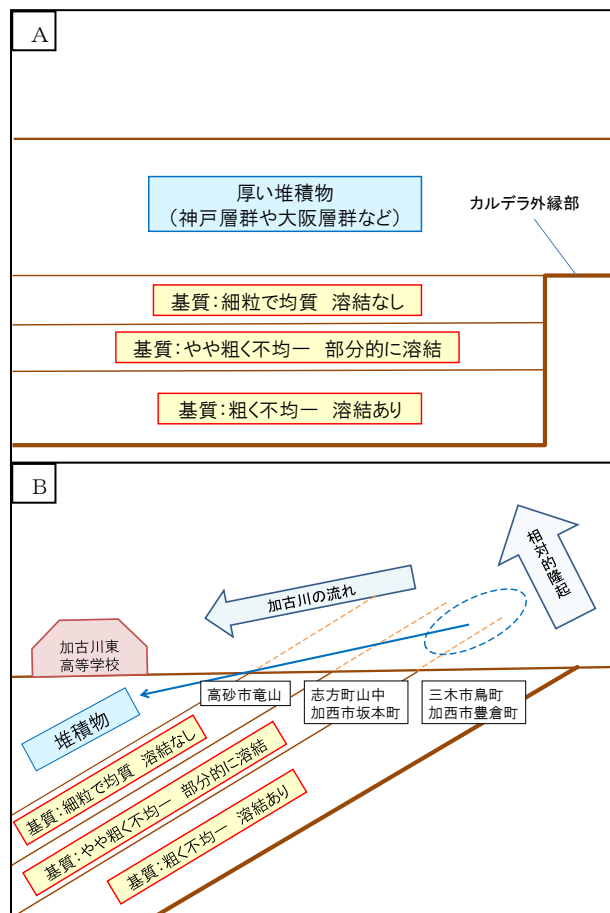 A
厚い堆積物
（神戸層群や大阪層群など）
カルデラ外縁部
基質：細粒で均質　溶結なし
基質：やや粗く不均一　部分的に溶結
基質：粗く不均一　溶結あり
B
相対的隆起
加古川の流れ
加古川東
高等学校
高砂市竜山
志方町山中
加西市坂本町
三木市鳥町
加西市豊倉町
堆積物
基質：細粒で均質　溶結なし
基質：やや粗く不均一　部分的に溶結
基質：粗く不均一　溶結あり